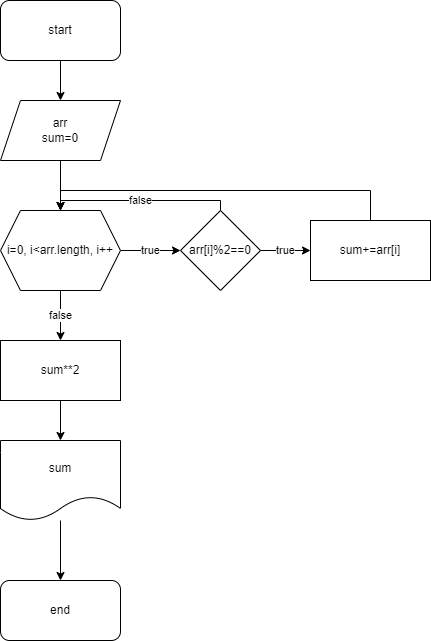 start
arr
sum=0
false
i=0, i<arr.length, i++
true
arr[i]%2==0
true
sum+=arr[i]
false
sum**2
sum
end